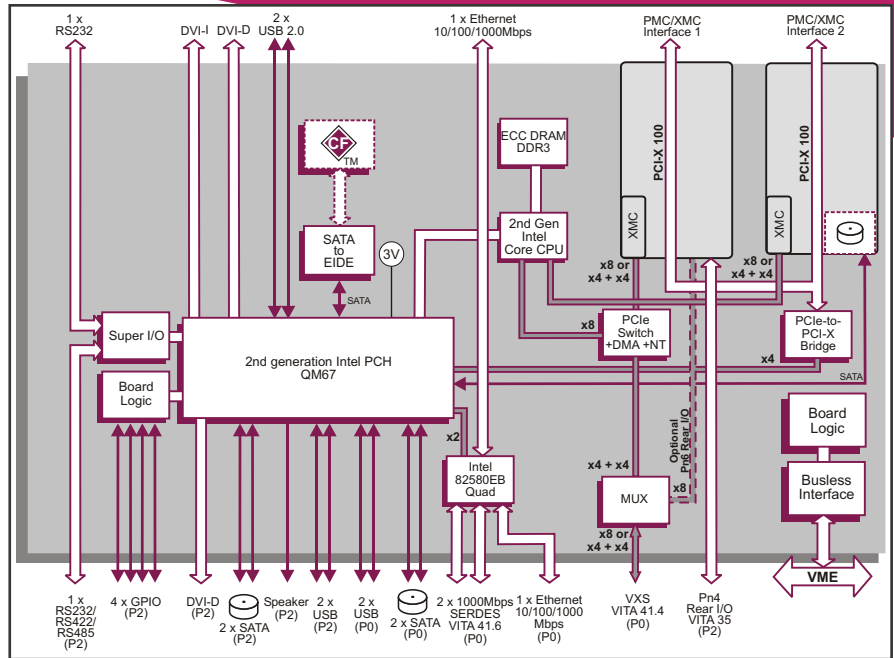 1 x
RS232
DVI-I
DVI-D
2 x
USB 2.0
1 x Ethernet
10/100/1000Mbps
PMC/XMC
Interface 1
PMC/XMC
Interface 2
CF
TM
ECC DRAM
DDR3
PCI-X 100
PCI-X 100
SATA
to
EIDE
3V
2nd Gen
Intel
Core CPU
XMC
XMC
x8 or
x4 + x4
x8 or
x4 + x4
SATA
Super I/O
2nd generation Intel PCH
QM67
x8
PCIe
Switch
+DMA +NT
PCIe-to-
PCI-X
Bridge
x4
SATA
Board
Logic
x2
Optional
Pn6 Rear I/O
Board
Logic
Intel
82580EB
Quad
x4 + x4
MUX
x8
Busless
Interface
x8 or
x4 + x4
VME
1 x
RS232/
RS422/
RS485
(P2)
4 x GPIO
(P2)
DVI-D
(P2)
2 x SATA
(P2)
Speaker
(P2)
2 x
USB
(P2)
2 x
USB
(P0)
2 x SATA
(P0)
2 x 1000Mbps
SERDES
VITA 41.6
(P0)
1 x Ethernet
10/100/1000
Mbps
(P0)
VXS
VITA 41.4
(P0)
Pn4
Rear I/O
VITA 35
(P2)